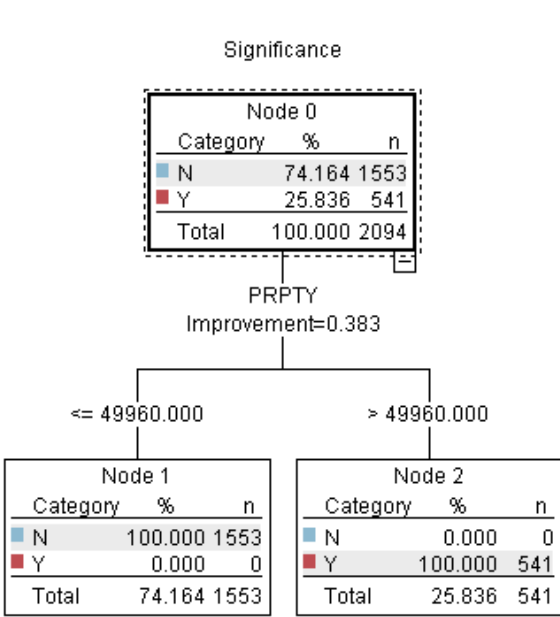 Significance
Node 0
Category % n
N 74.164 1553
Y 25.836 541
Total 100.000 2094
PRPTY
Improvement=0.383
<= 49960.000 > 49960.000
Node 1
Category % n
N 100.000 1553
Y 0.000 0
Total 74.164 1553
Node 2
Category % n
N 0.000 0
Y 100.000 541
Total 25.836 541